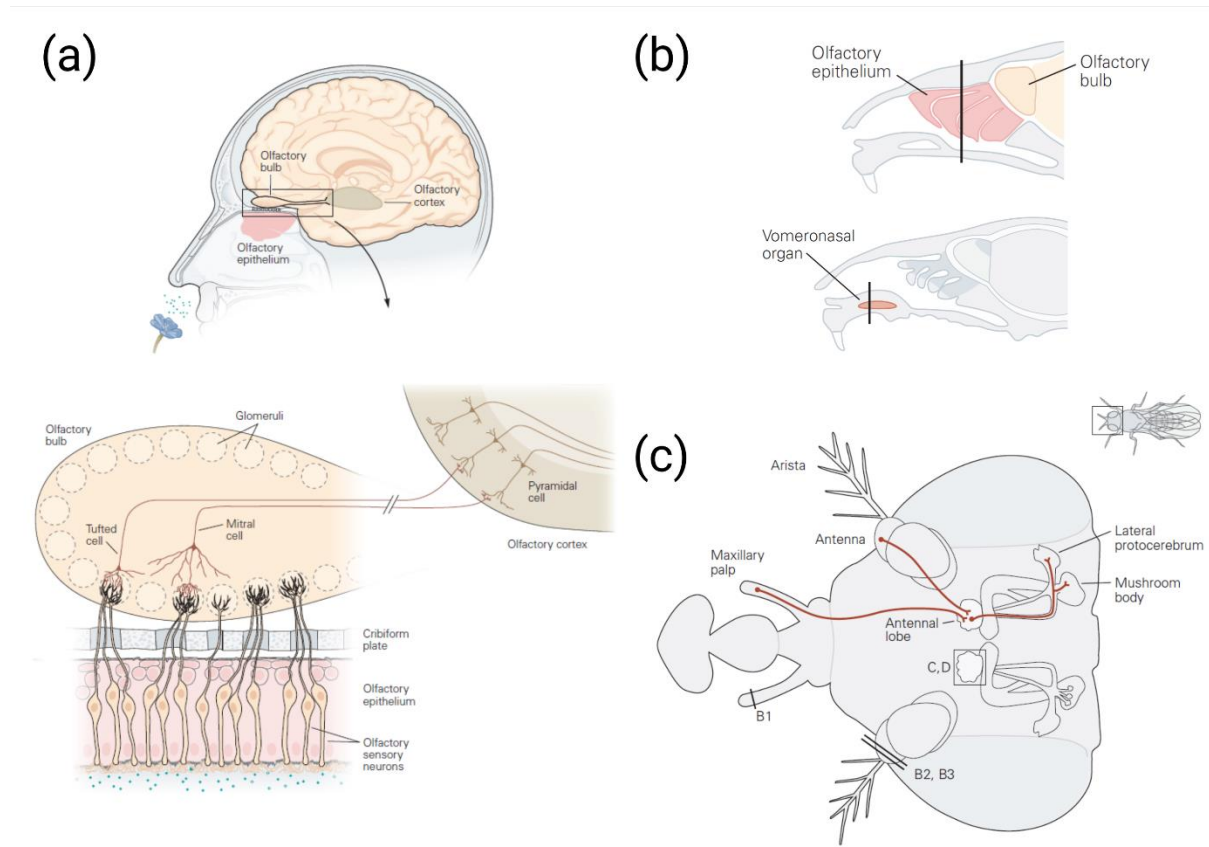 (a)
Olfactory
bulb
Olfactory
cortex
Olfactory
epithelium
Glomeruli
Olfactory
bulb
Tufted
cell
Mitral
cell
Pyramidal
cell
Olfactory cortex
Cribiform
plate
Olfactory
epithelium
Olfactory
sensory
neurons
(b)
Olfactory
epithelium
Olfactory
bulb
Vomeronasal
organ
(c)
Arista
Antenna
Maxillary
palp
Lateral
protocerebrum
Mushroom
body
Antennal
lobe
C,D
B1
B2, B3